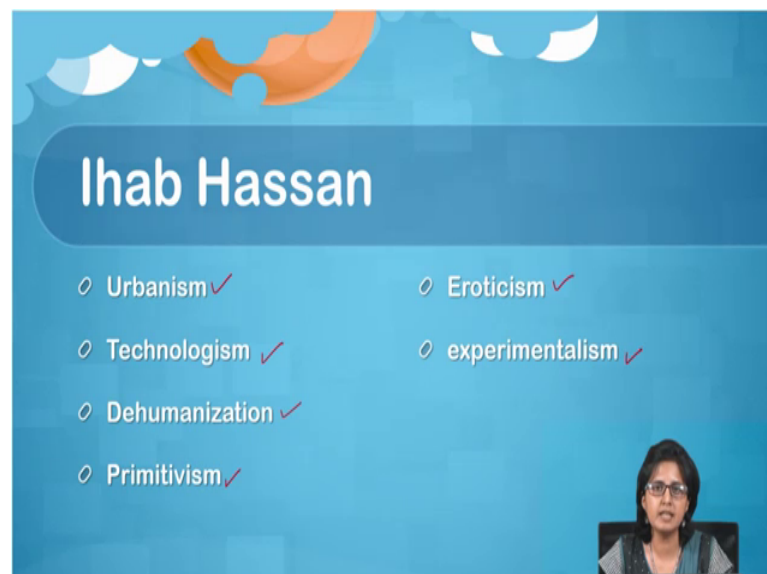 Ihab Hassan
Urbanism
Technologism
Dehumanization
Primitivism
Eroticism
experimentalism